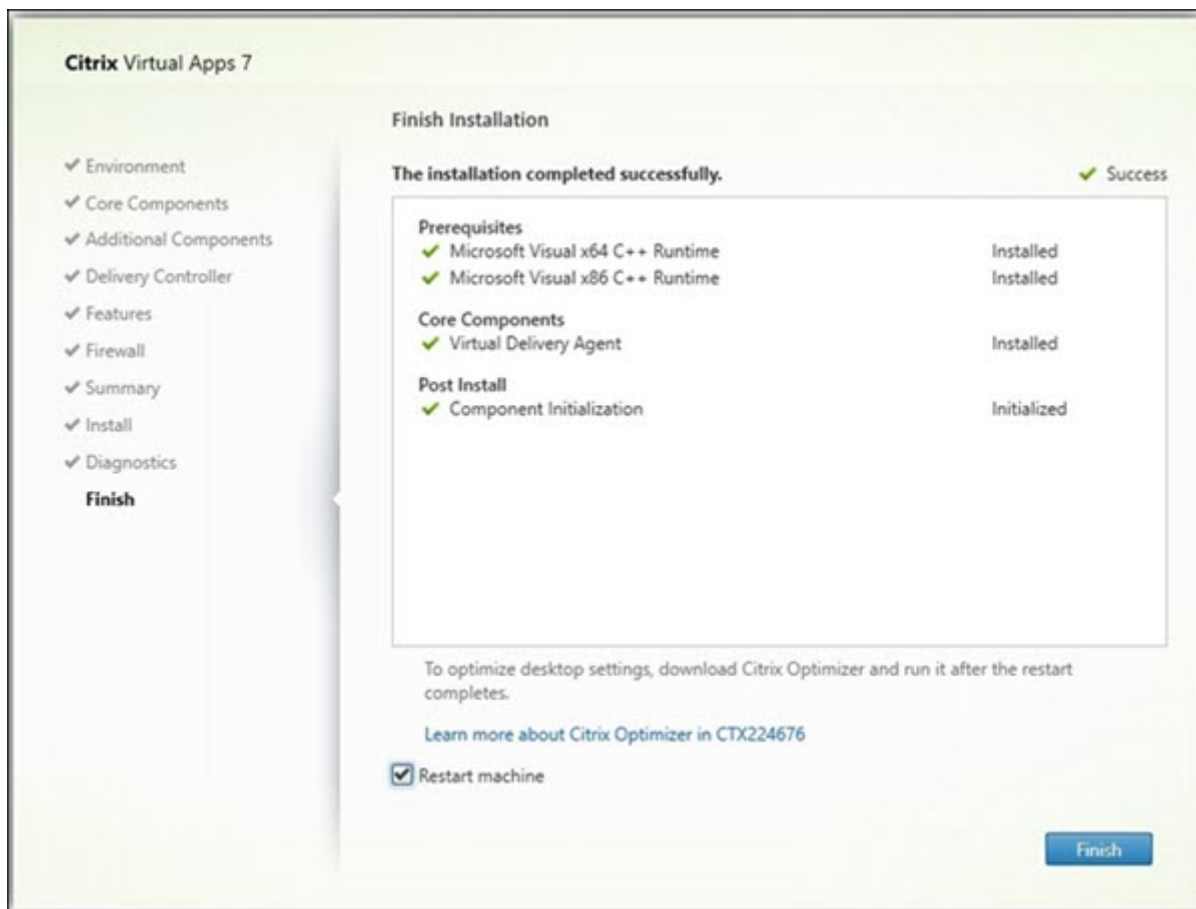 Citrix Virtual Apps 7
Environment
Core Components
Additional Components
Delivery Controller
Features
Firewall
Summary
Install
Diagnostics
Finish
Finish Installation
The installation completed successfully.
Success
Prerequisites
Microsoft Visual x64 C++ Runtime Installed
Microsoft Visual x86 C++ Runtime Installed
Core Components
Virtual Delivery Agent Installed
Post Install
Component Initialization Initialized
To optimize desktop settings, download Citrix Optimizer and run it after the restart
completes.
Learn more about Citrix Optimizer in CTX224676
Restart machine
Finish